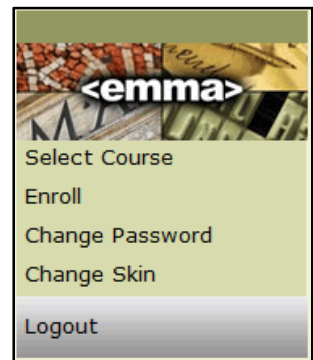 <emma>
Select Course
Enroll
Change Password
Change Skin
Logout